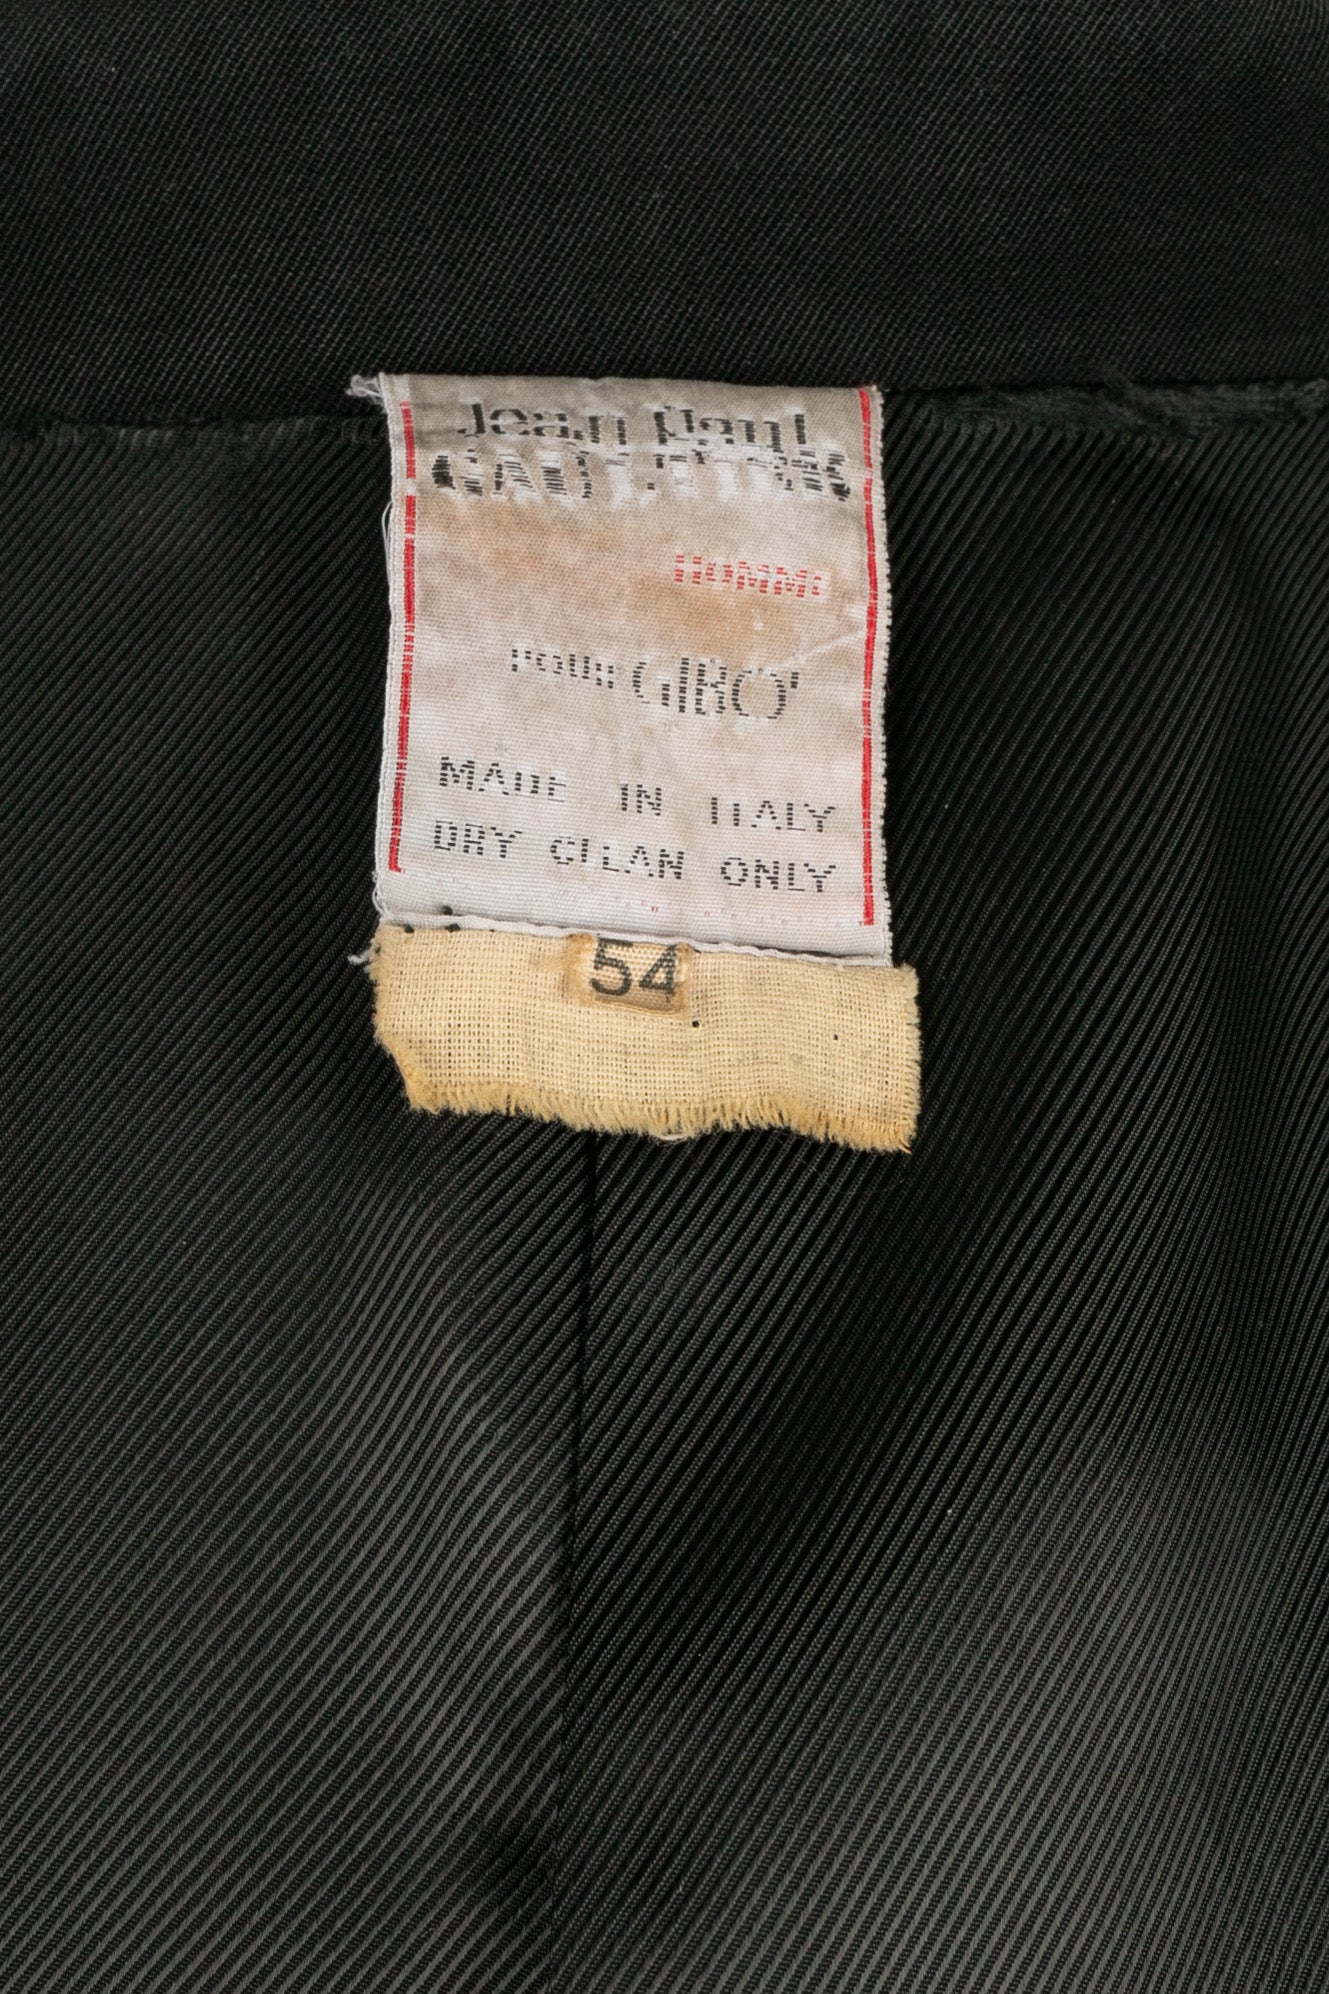 Jean Paul
GAULTIER
HOMME
POUR GIBO'
MADE IN ITALY
DRY CLEAN ONLY
54